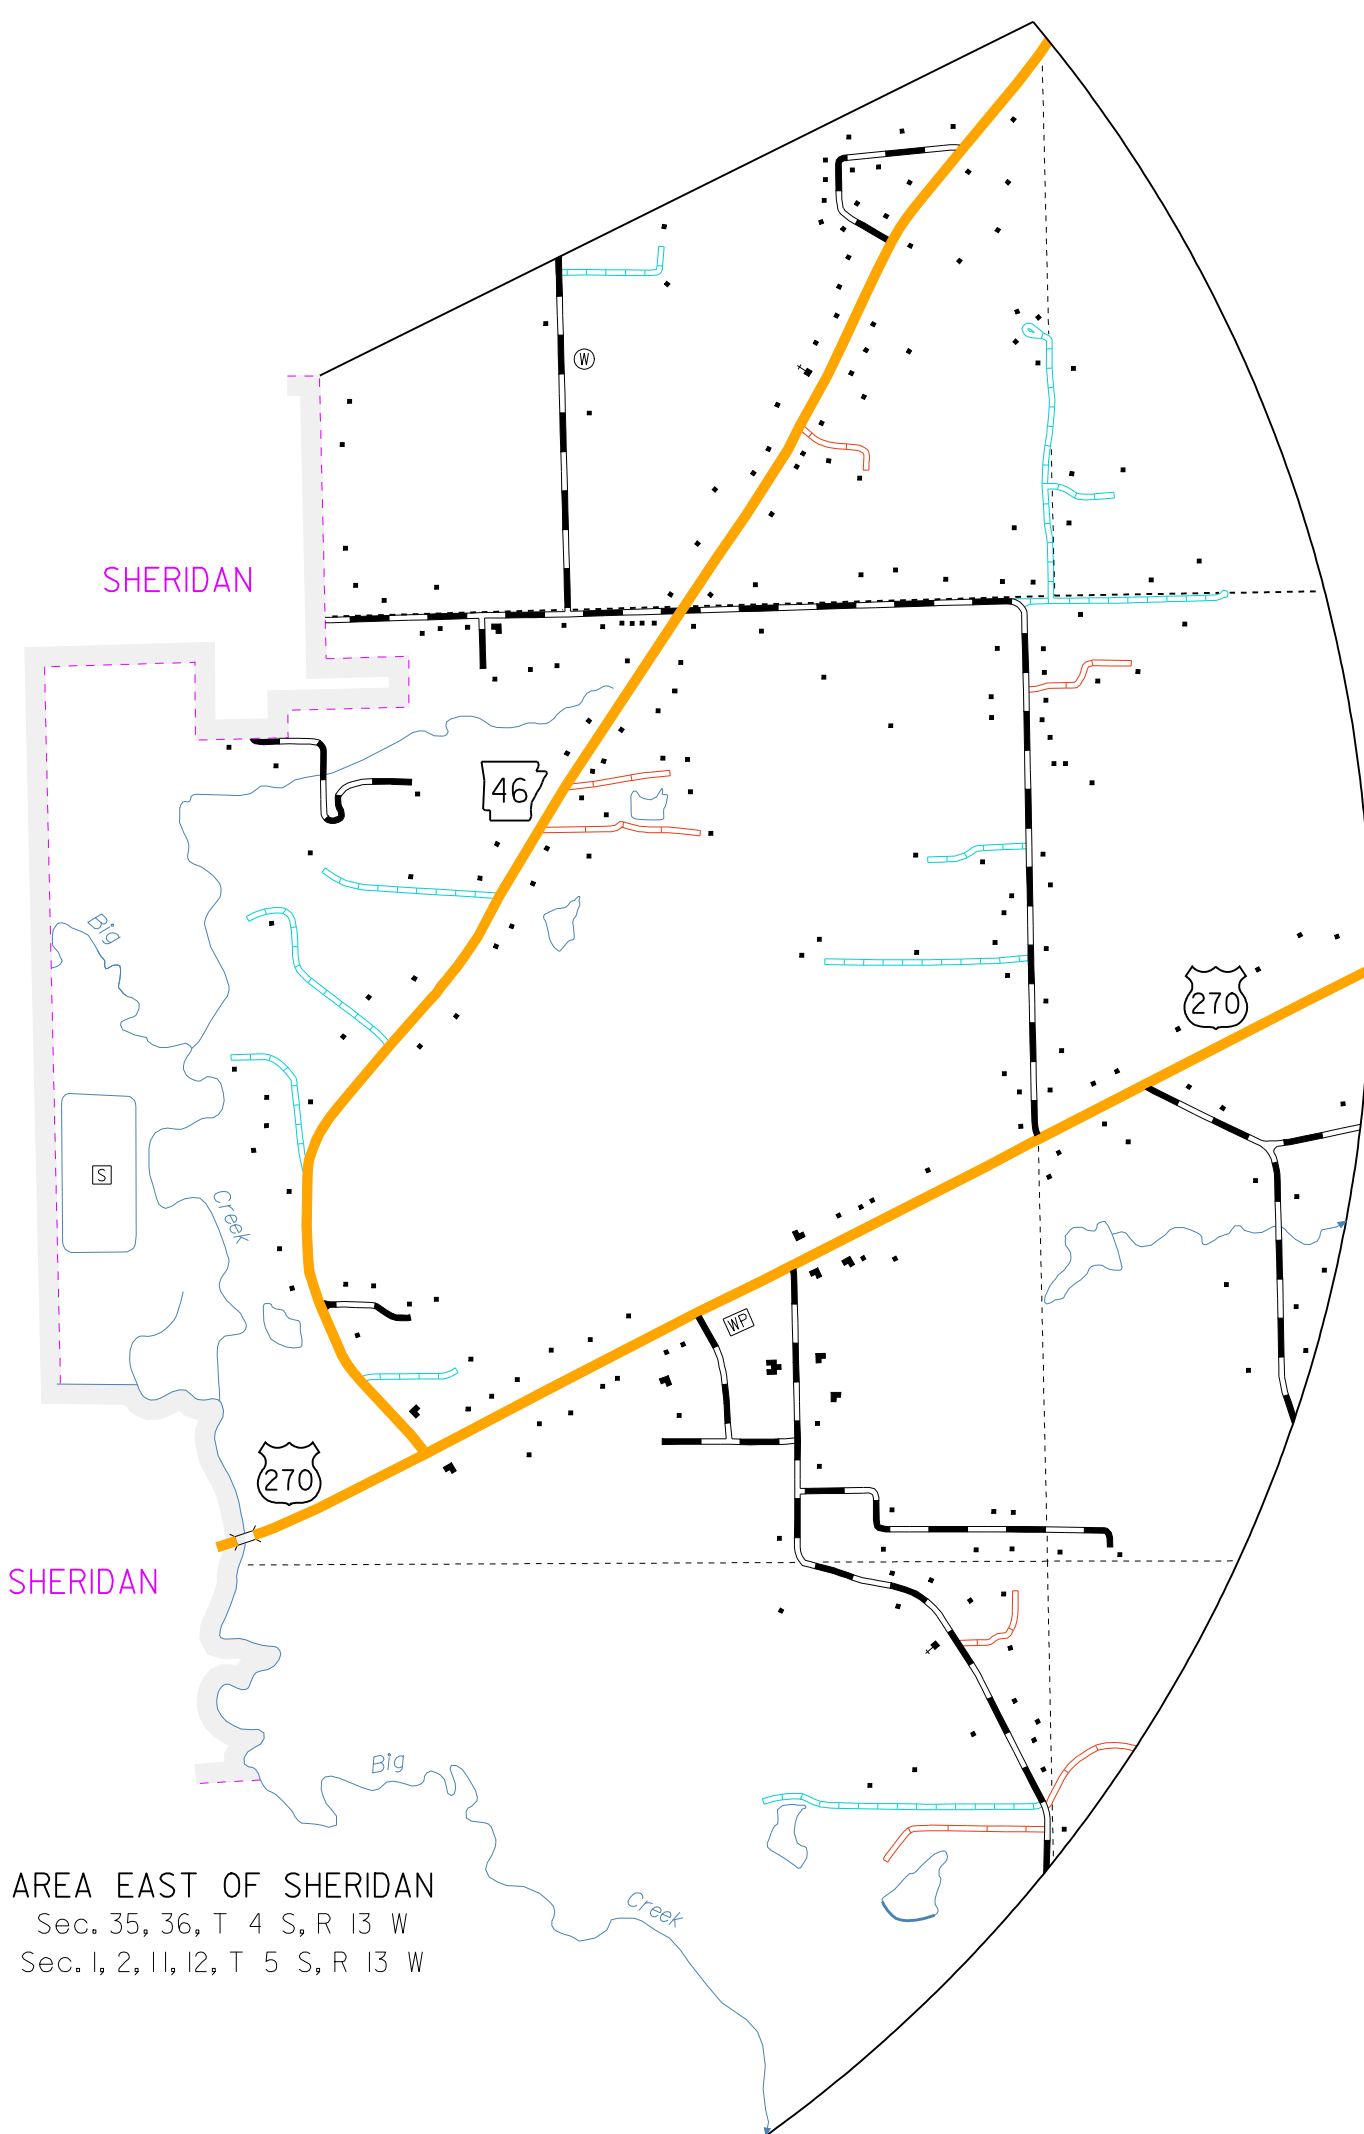 W
SHERIDAN
46
Big
270
S
Creek
WP
270
SHERIDAN
Big
AREA EAST OF SHERIDAN
Sec. 35, 36, T 4 S, R 13 W
Sec. 1, 2, 11, 12, T 5 S, R 13 W
Creek